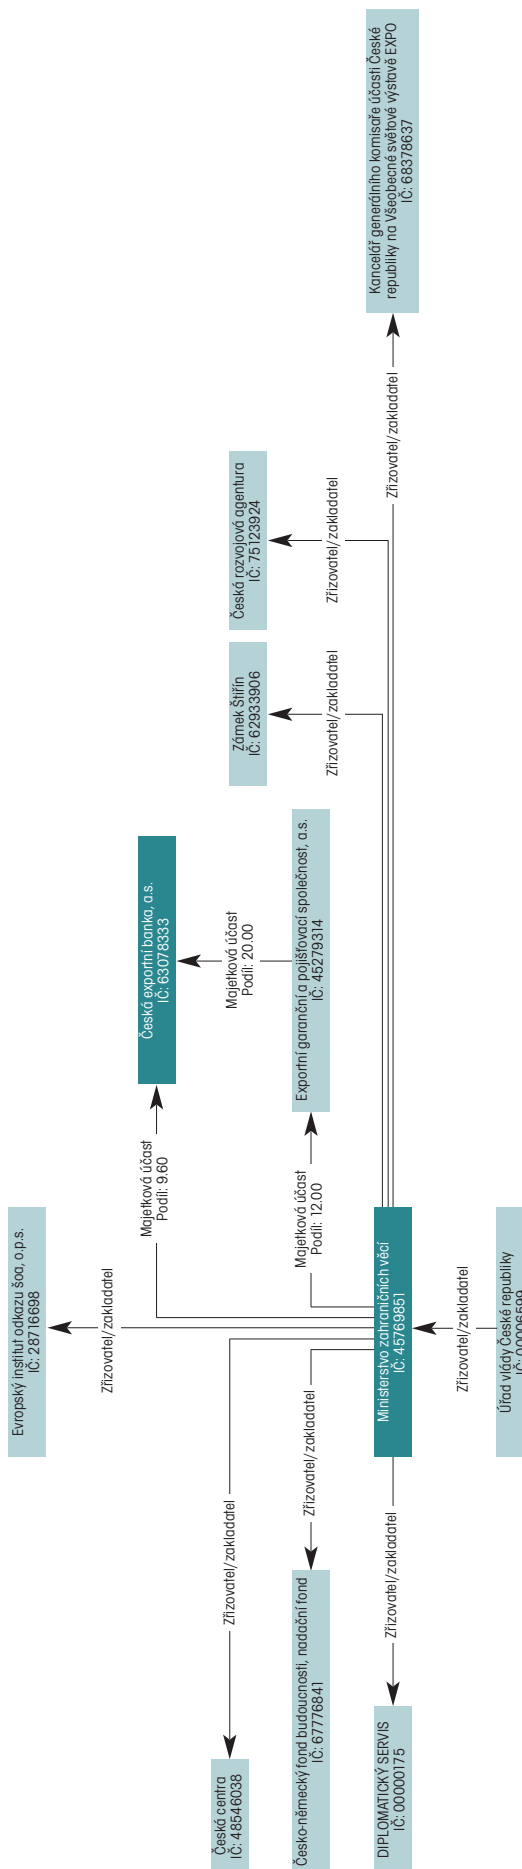 Evropský institut odkazu šoa, o.p.s.
IČ: 28716698
Zřizovatel/zakladatel
Majetková účast
Podíl: 9.60
Česká exportní banka, a.s.
IČ: 63078333
Majetková účast
Podíl: 20.00
Česká centra
IČ: 48546038
Zřizovatel/zakladatel
Zámek Štiřín
IČ: 62933906
Zřizovatel/zakladatel
Česká rozvojová agentura
IČ: 75123924
Zřizovatel/zakladatel
Česko-německý fond budoucnosti, nadační fond
IČ: 67776841
Zřizovatel/zakladatel
Majetková účast
Podíl: 12.00
Exportní garanční a pojišťovací společnost, a.s.
IČ: 45279314
DIPLOMATICKÝ SERVIS
IČ: 00000175
Zřizovatel/zakladatel
Ministerstvo zahraničních věcí
IČ: 45769851
Zřizovatel/zakladatel
Kancelář generálního komisaře účasti České
republiky na Všeobecné světové výstavě EXPO
IČ: 68378637
Zřizovatel/zakladatel
Úřad vlády České republiky
IČ: 00006599